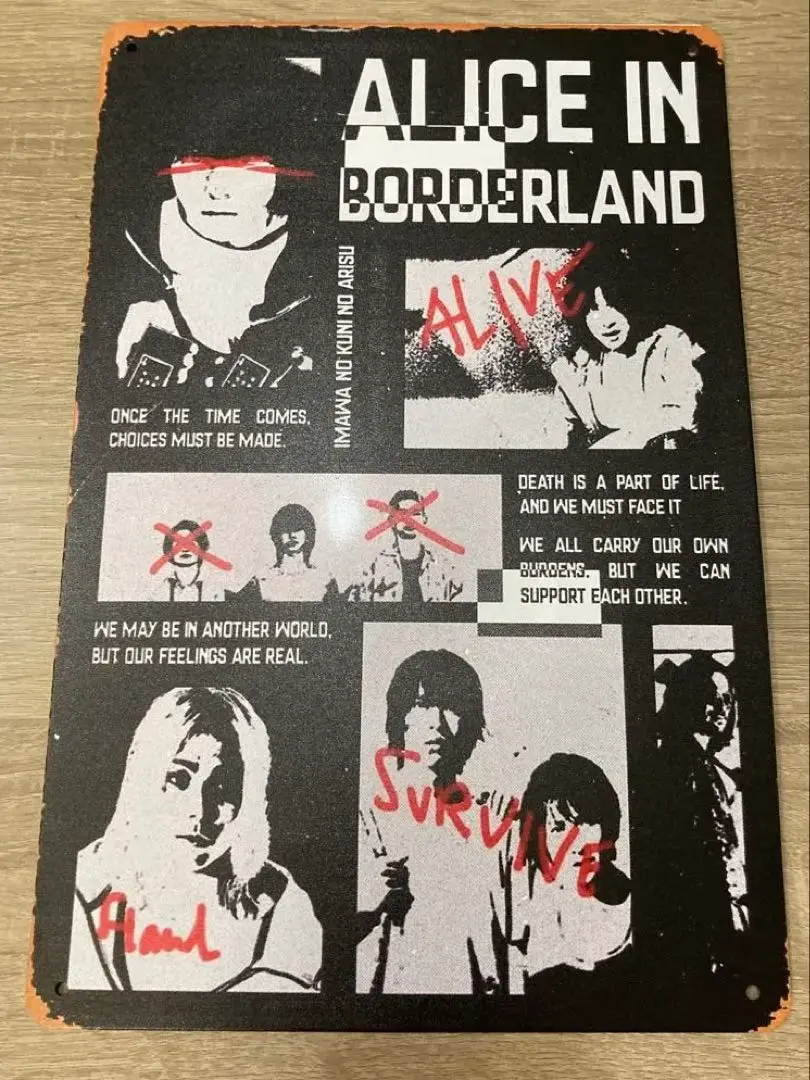 ALICE IN
BORDERLAND
IMAWA NO KUNI NO ARISU
ALIVE
ONCE THE TIME COMES,
CHOICES MUST BE MADE.
DEATH IS A PART OF LIFE,
AND WE MUST FACE IT
WE ALL CARRY OUR OWN
BURDENS. BUT WE CAN
SUPPORT EACH OTHER.
WE MAY BE IN ANOTHER WORLD,
BUT OUR FEELINGS ARE REAL.
SURVIVE